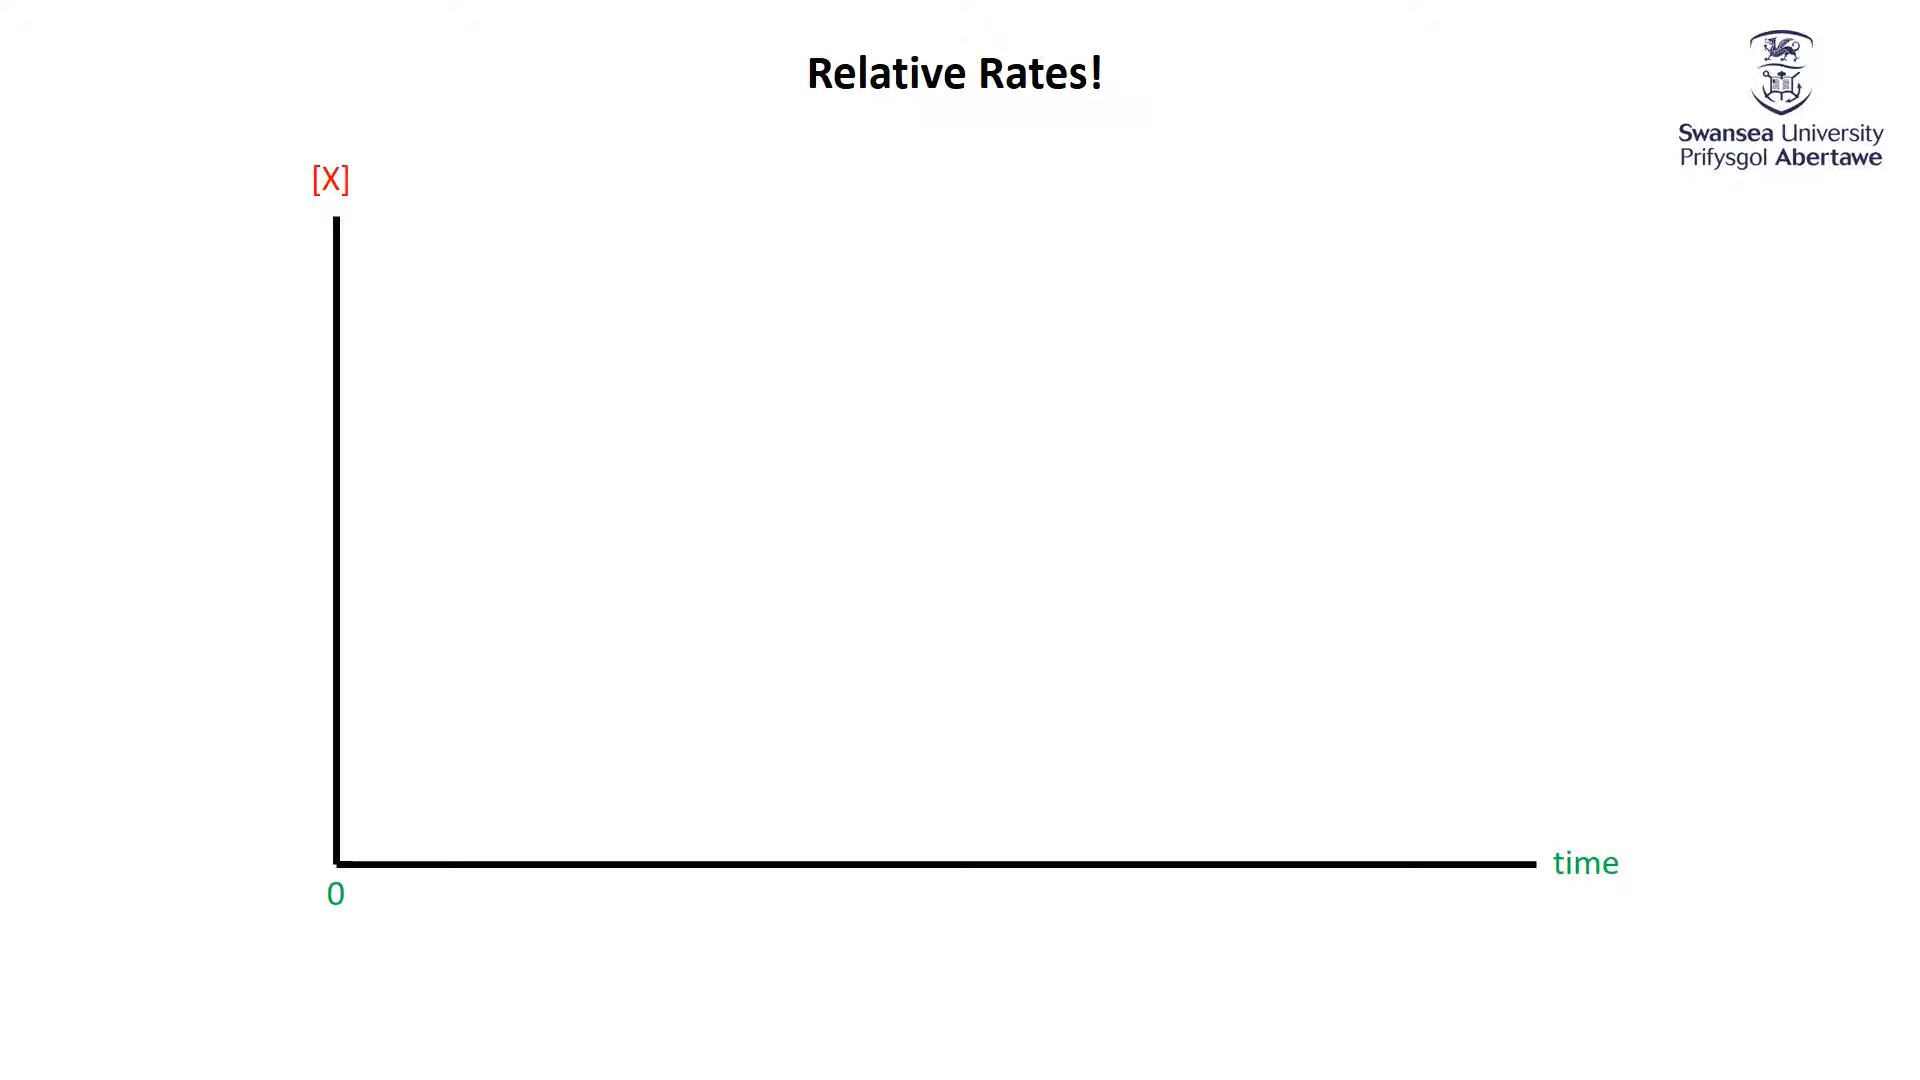 Relative Rates!
Swansea University
Prifysgol Abertawe
[X]
time
0